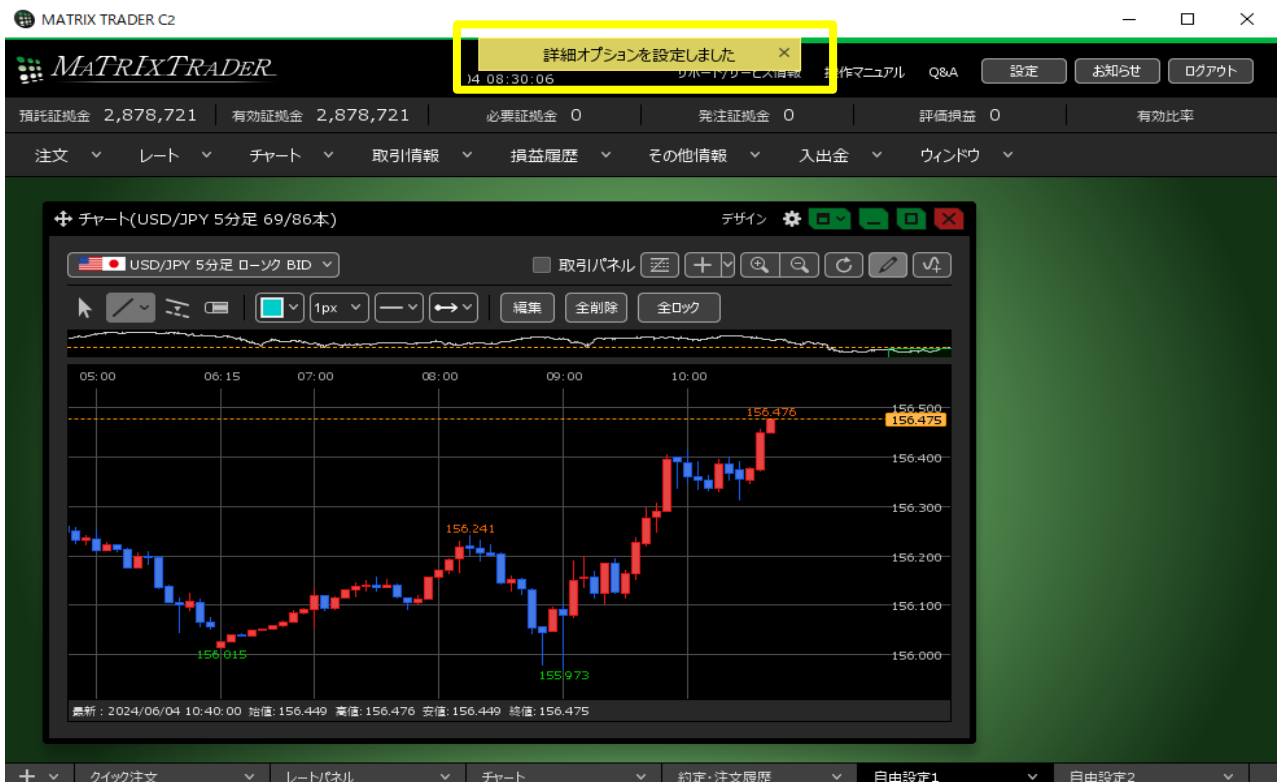 MATRIX TRADER C2
詳細オプションを設定しました ×
MATRIXTRADER
04 08:30:06 サポート/サービス情報 操作マニュアル Q&A 設定 お知らせ ログアウト
預託証拠金 2,878,721 有効証拠金 2,878,721 必要証拠金 0 発注証拠金 0 評価損益 0 有効比率
注文 レート チャート 取引情報 損益履歴 その他情報 入出金 ウィンドウ
チャート(USD/JPY 5分足 69/86本) デザイン
USD/JPY 5分足 ローソク BID 取引パネル
1px 編集 全削除 全ロック
05:00 06:15 07:00 08:00 09:00 10:00
156.476 156.500
156.475
156.400
156.300
156.241
156.200
156.100
156.015 156.000
155.973
最新 : 2024/06/04 10:40:00 始値:156.449 高値:156.476 安値:156.449 終値:156.475
クイック注文 レートパネル チャート 約定・注文履歴 自由設定1 自由設定2